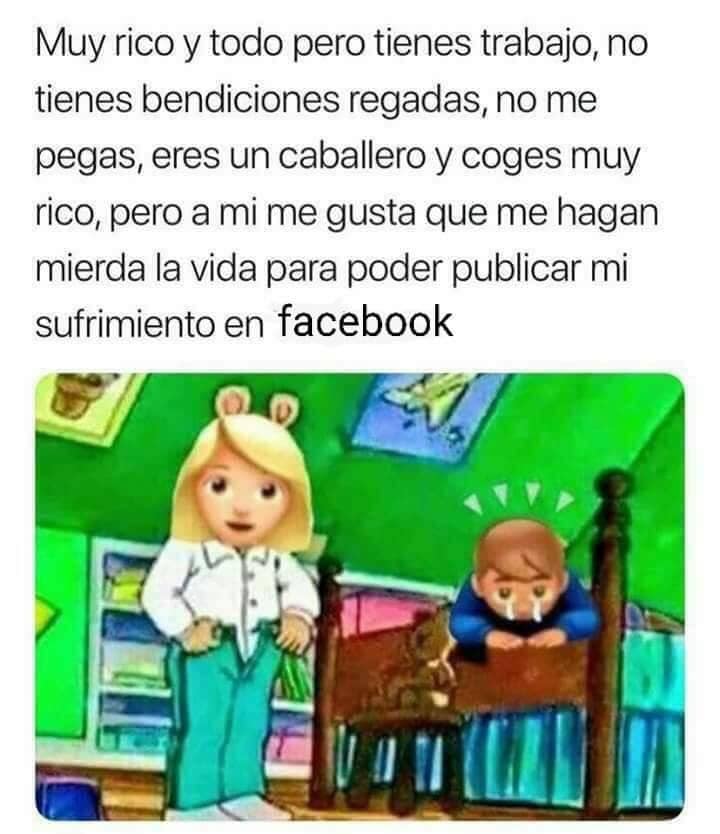 Muy rico y todo pero tienes trabajo, no
tienes bendiciones regadas, no me
pegas, eres un caballero y coges muy
rico, pero a mi me gusta que me hagan
mierda la vida para poder publicar mi
sufrimiento en facebook